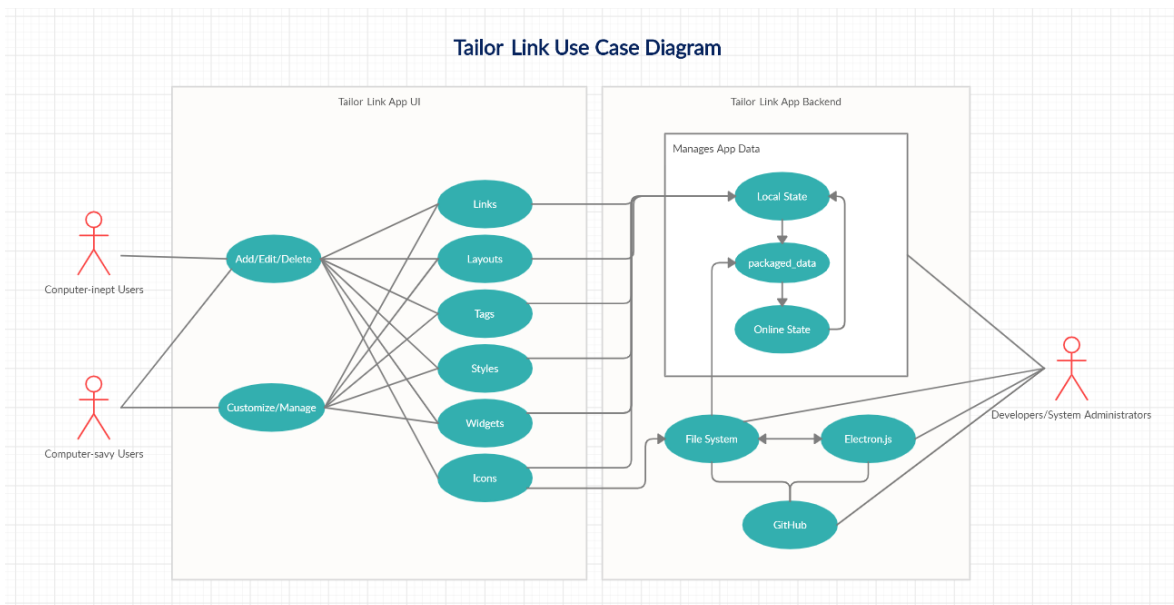 Tailor Link Use Case Diagram
Tailor Link App UI
Tailor Link App Backend
Manages App Data
Links
Local State
Add/Edit/Delete
Layouts
packaged_data
Conputer-inept Users
Tags
Online State
Styles
Customize/Manage
Widgets
Developers/System Administrators
File System
Electron.js
Computer-savy Users
Icons
GitHub